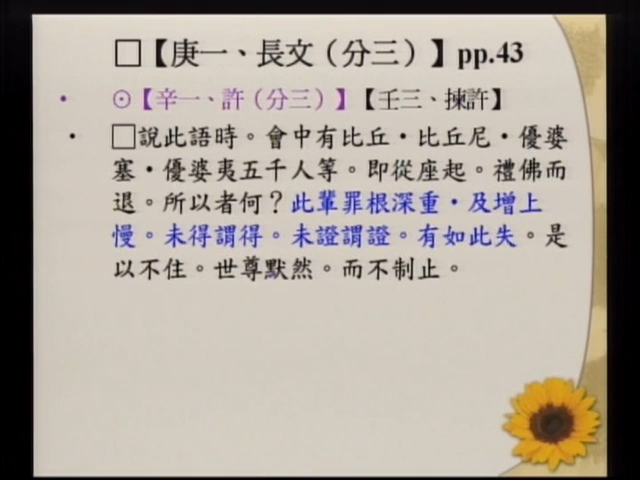 □【庚一、長文（分三）】pp.43
• ⊙【辛一、許（分三）】【壬三、揀許】
• □說此語時。會中有比丘・比丘尼・優婆
塞・優婆夷五千人等。即從座起。禮佛而
退。所以者何？此輩罪根深重・及增上
慢。未得謂得。未證謂證。有如此失。是
以不住。世尊默然。而不制止。